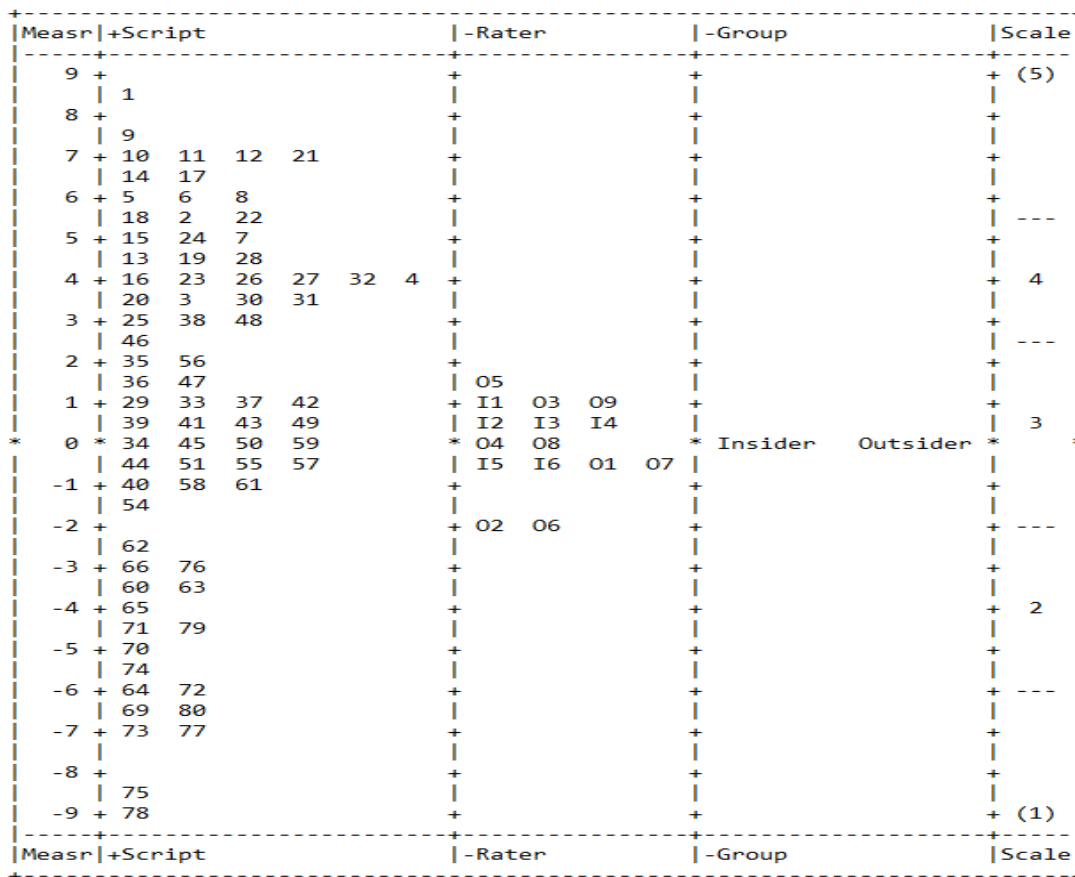 +-----------------------------------------------------------------------------
|Measr|+Script                  |-Rater          |-Group               |Scale
|-----+-------------------------+----------------+---------------------+-----
|   9 +                         +                +                     + (5)
|     | 1                       |                |                     |
|   8 +                         +                +                     +
|     | 9                       |                |                     |
|   7 + 10  11  12  21          +                +                     +
|     | 14  17                  |                |                     |
|   6 + 5   6   8               +                +                     +
|     | 18  2   22              |                |                     | ---
|   5 + 15  24  7               +                +                     +
|     | 13  19  28              |                |                     |
|   4 + 16  23  26  27  32  4   +                +                     +  4
|     | 20  3   30  31          |                |                     |
|   3 + 25  38  48              +                +                     +
|     | 46                      |                |                     | ---
|   2 + 35  56                  +                +                     +
|     | 36  47                  | O5             |                     |
|   1 + 29  33  37  42          + I1  O3  O9     +                     +
|     | 39  41  43  49          | I2  I3  I4     |                     |  3
*   0 * 34  45  50  59          * O4  O8         * Insider   Outsider  *     *
|     | 44  51  55  57          | I5  I6  O1  O7 |                     |
|  -1 + 40  58  61              +                +                     +
|     | 54                      |                |                     |
|  -2 +                         + O2  O6         +                     + ---
|     | 62                      |                |                     |
|  -3 + 66  76                  +                +                     +
|     | 60  63                  |                |                     |
|  -4 + 65                      +                +                     +  2
|     | 71  79                  |                |                     |
|  -5 + 70                      +                +                     +
|     | 74                      |                |                     |
|  -6 + 64  72                  +                +                     + ---
|     | 69  80                  |                |                     |
|  -7 + 73  77                  +                +                     +
|     |                         |                |                     |
|  -8 +                         +                +                     +
|     | 75                      |                |                     |
|  -9 + 78                      +                +                     + (1)
|-----+-------------------------+----------------+---------------------+-----
|Measr|+Script                  |-Rater          |-Group               |Scale
+-----------------------------------------------------------------------------